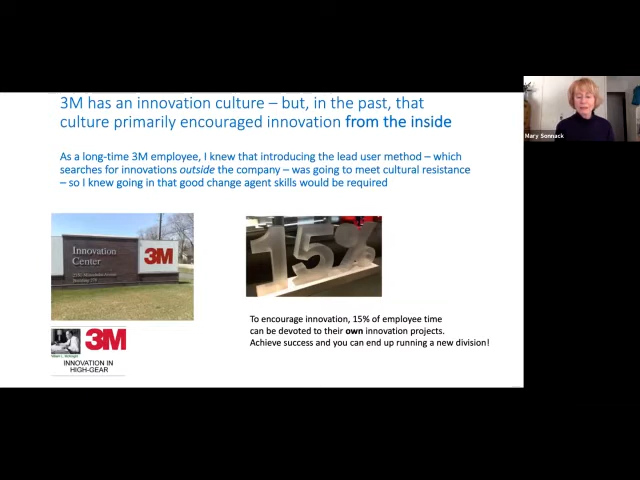 3M has an innovation culture – but, in the past, that
culture primarily encouraged innovation from the inside
Mary Sonnack
As a long-time 3M employee, I knew that introducing the lead user method – which
searches for innovations outside the company – was going to meet cultural resistance
– so I knew going in that good change agent skills would be required
Innovation
Center
3M
15%
To encourage innovation, 15% of employee time
can be devoted to their own innovation projects.
Achieve success and you can end up running a new division!
3M
INNOVATION IN
HIGH-GEAR